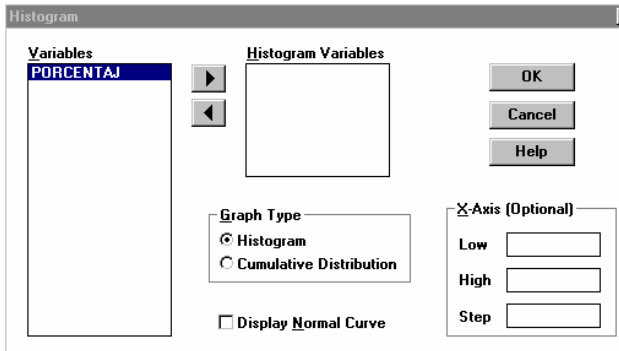 Histogram
Variables
PORCENTAJ
Histogram Variables
OK
Cancel
Help
Graph Type
Histogram
Cumulative Distribution
Display Normal Curve
X-Axis (Optional)
Low
High
Step